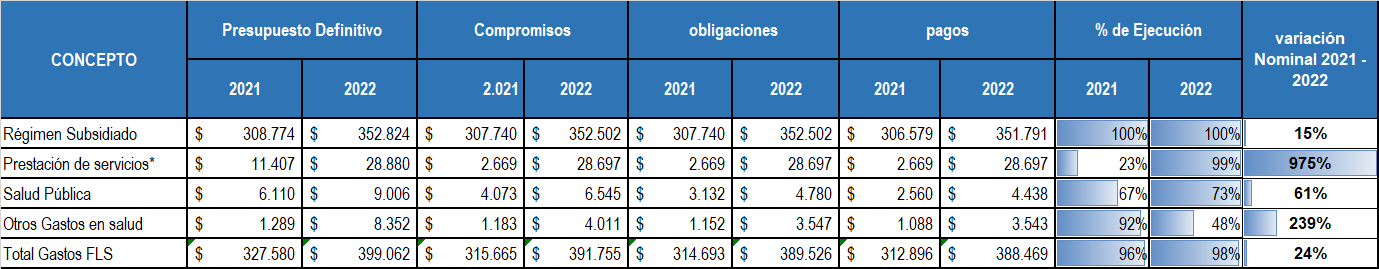 CONCEPTO Presupuesto Definitivo Compromisos obligaciones pagos % de Ejecución variación Nominal 2021 - 2022
2021 2022 2.021 2022 2021 2022 2021 2022 2021 2022
Régimen Subsidiado $ 308.774 $ 352.824 $ 307.740 $ 352.502 $ 307.740 $ 352.502 $ 306.579 $ 351.791 100% 100% 15%
Prestación de servicios* $ 11.407 $ 28.880 $ 2.669 $ 28.697 $ 2.669 $ 28.697 $ 2.669 $ 28.697 23% 99% 975%
Salud Pública $ 6.110 $ 9.006 $ 4.073 $ 6.545 $ 3.132 $ 4.780 $ 2.560 $ 4.438 67% 73% 61%
Otros Gastos en salud $ 1.289 $ 8.352 $ 1.183 $ 4.011 $ 1.152 $ 3.547 $ 1.088 $ 3.543 92% 48% 239%
Total Gastos FLS $ 327.580 $ 399.062 $ 315.665 $ 391.755 $ 314.693 $ 389.526 $ 312.896 $ 388.469 96% 98% 24%